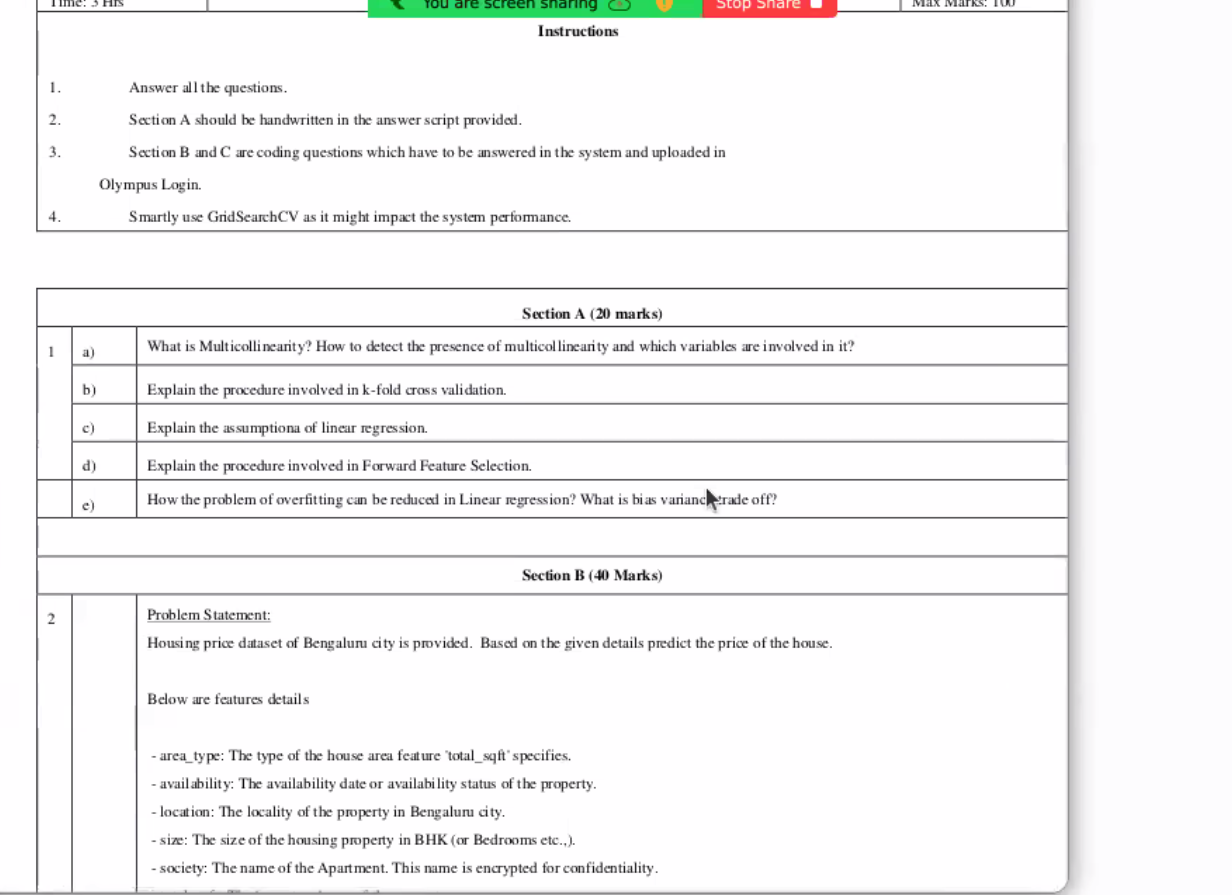 Time: 3 Hrs
You are screen sharing
Stop Share
Max Marks: 100
Instructions
1. Answer all the questions.
2. Section A should be handwritten in the answer script provided.
3. Section B and C are coding questions which have to be answered in the system and uploaded in
Olympus Login.
4. Smartly use GridSearchCV as it might impact the system performance.
Section A (20 marks)
1 a) What is Multicollinearity? How to detect the presence of multicollinearity and which variables are involved in it?
b) Explain the procedure involved in k-fold cross validation.
c) Explain the assumptiona of linear regression.
d) Explain the procedure involved in Forward Feature Selection.
e) How the problem of overfitting can be reduced in Linear regression? What is bias variance trade off?
Section B (40 Marks)
2 Problem Statement:
Housing price dataset of Bengaluru city is provided. Based on the given details predict the price of the house.
Below are features details
- area_type: The type of the house area feature 'total_sqft' specifies.
- availability: The availability date or availability status of the property.
- location: The locality of the property in Bengaluru city.
- size: The size of the housing property in BHK (or Bedrooms etc.,).
- society: The name of the Apartment. This name is encrypted for confidentiality.